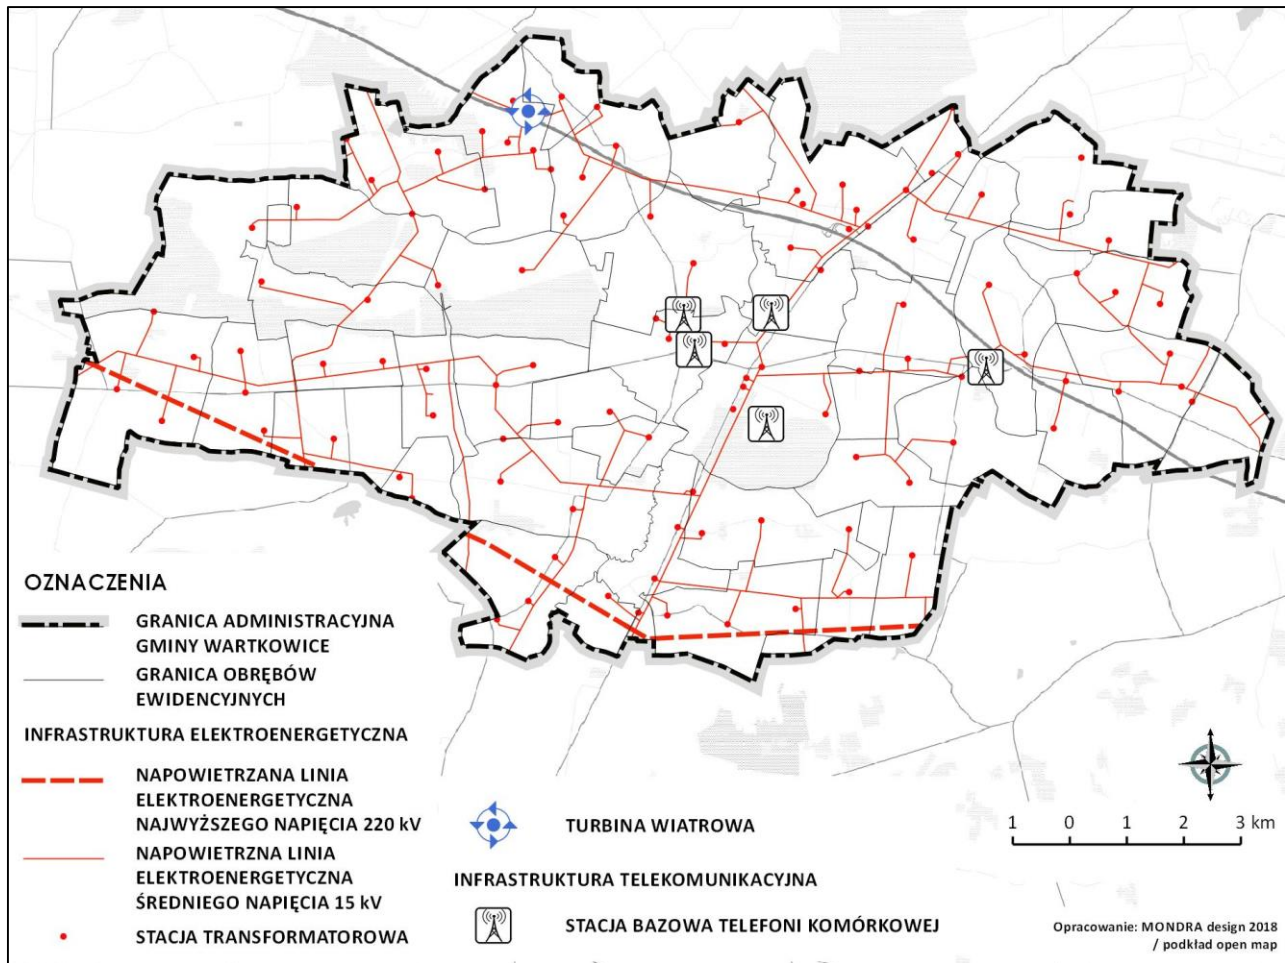 OZNACZENIA
GRANICA ADMINISTRACYJNA
GMINY WARTKOWICE
GRANICA OBRĘBÓW
EWIDENCYJNYCH
INFRASTRUKTURA ELEKTROENERGETYCZNA
NAPOWIETRZANA LINIA
ELEKTROENERGETYCZNA
NAJWYŻSZEGO NAPIĘCIA 220 kV
NAPOWIETRZNA LINIA
ELEKTROENERGETYCZNA
ŚREDNIEGO NAPIĘCIA 15 kV
STACJA TRANSFORMATOROWA
TURBINA WIATROWA
INFRASTRUKTURA TELEKOMUNIKACYJNA
STACJA BAZOWA TELEFONI KOMÓRKOWEJ
1 0 1 2 3 km
Opracowanie: MONDRA design 2018
/ podkład open map